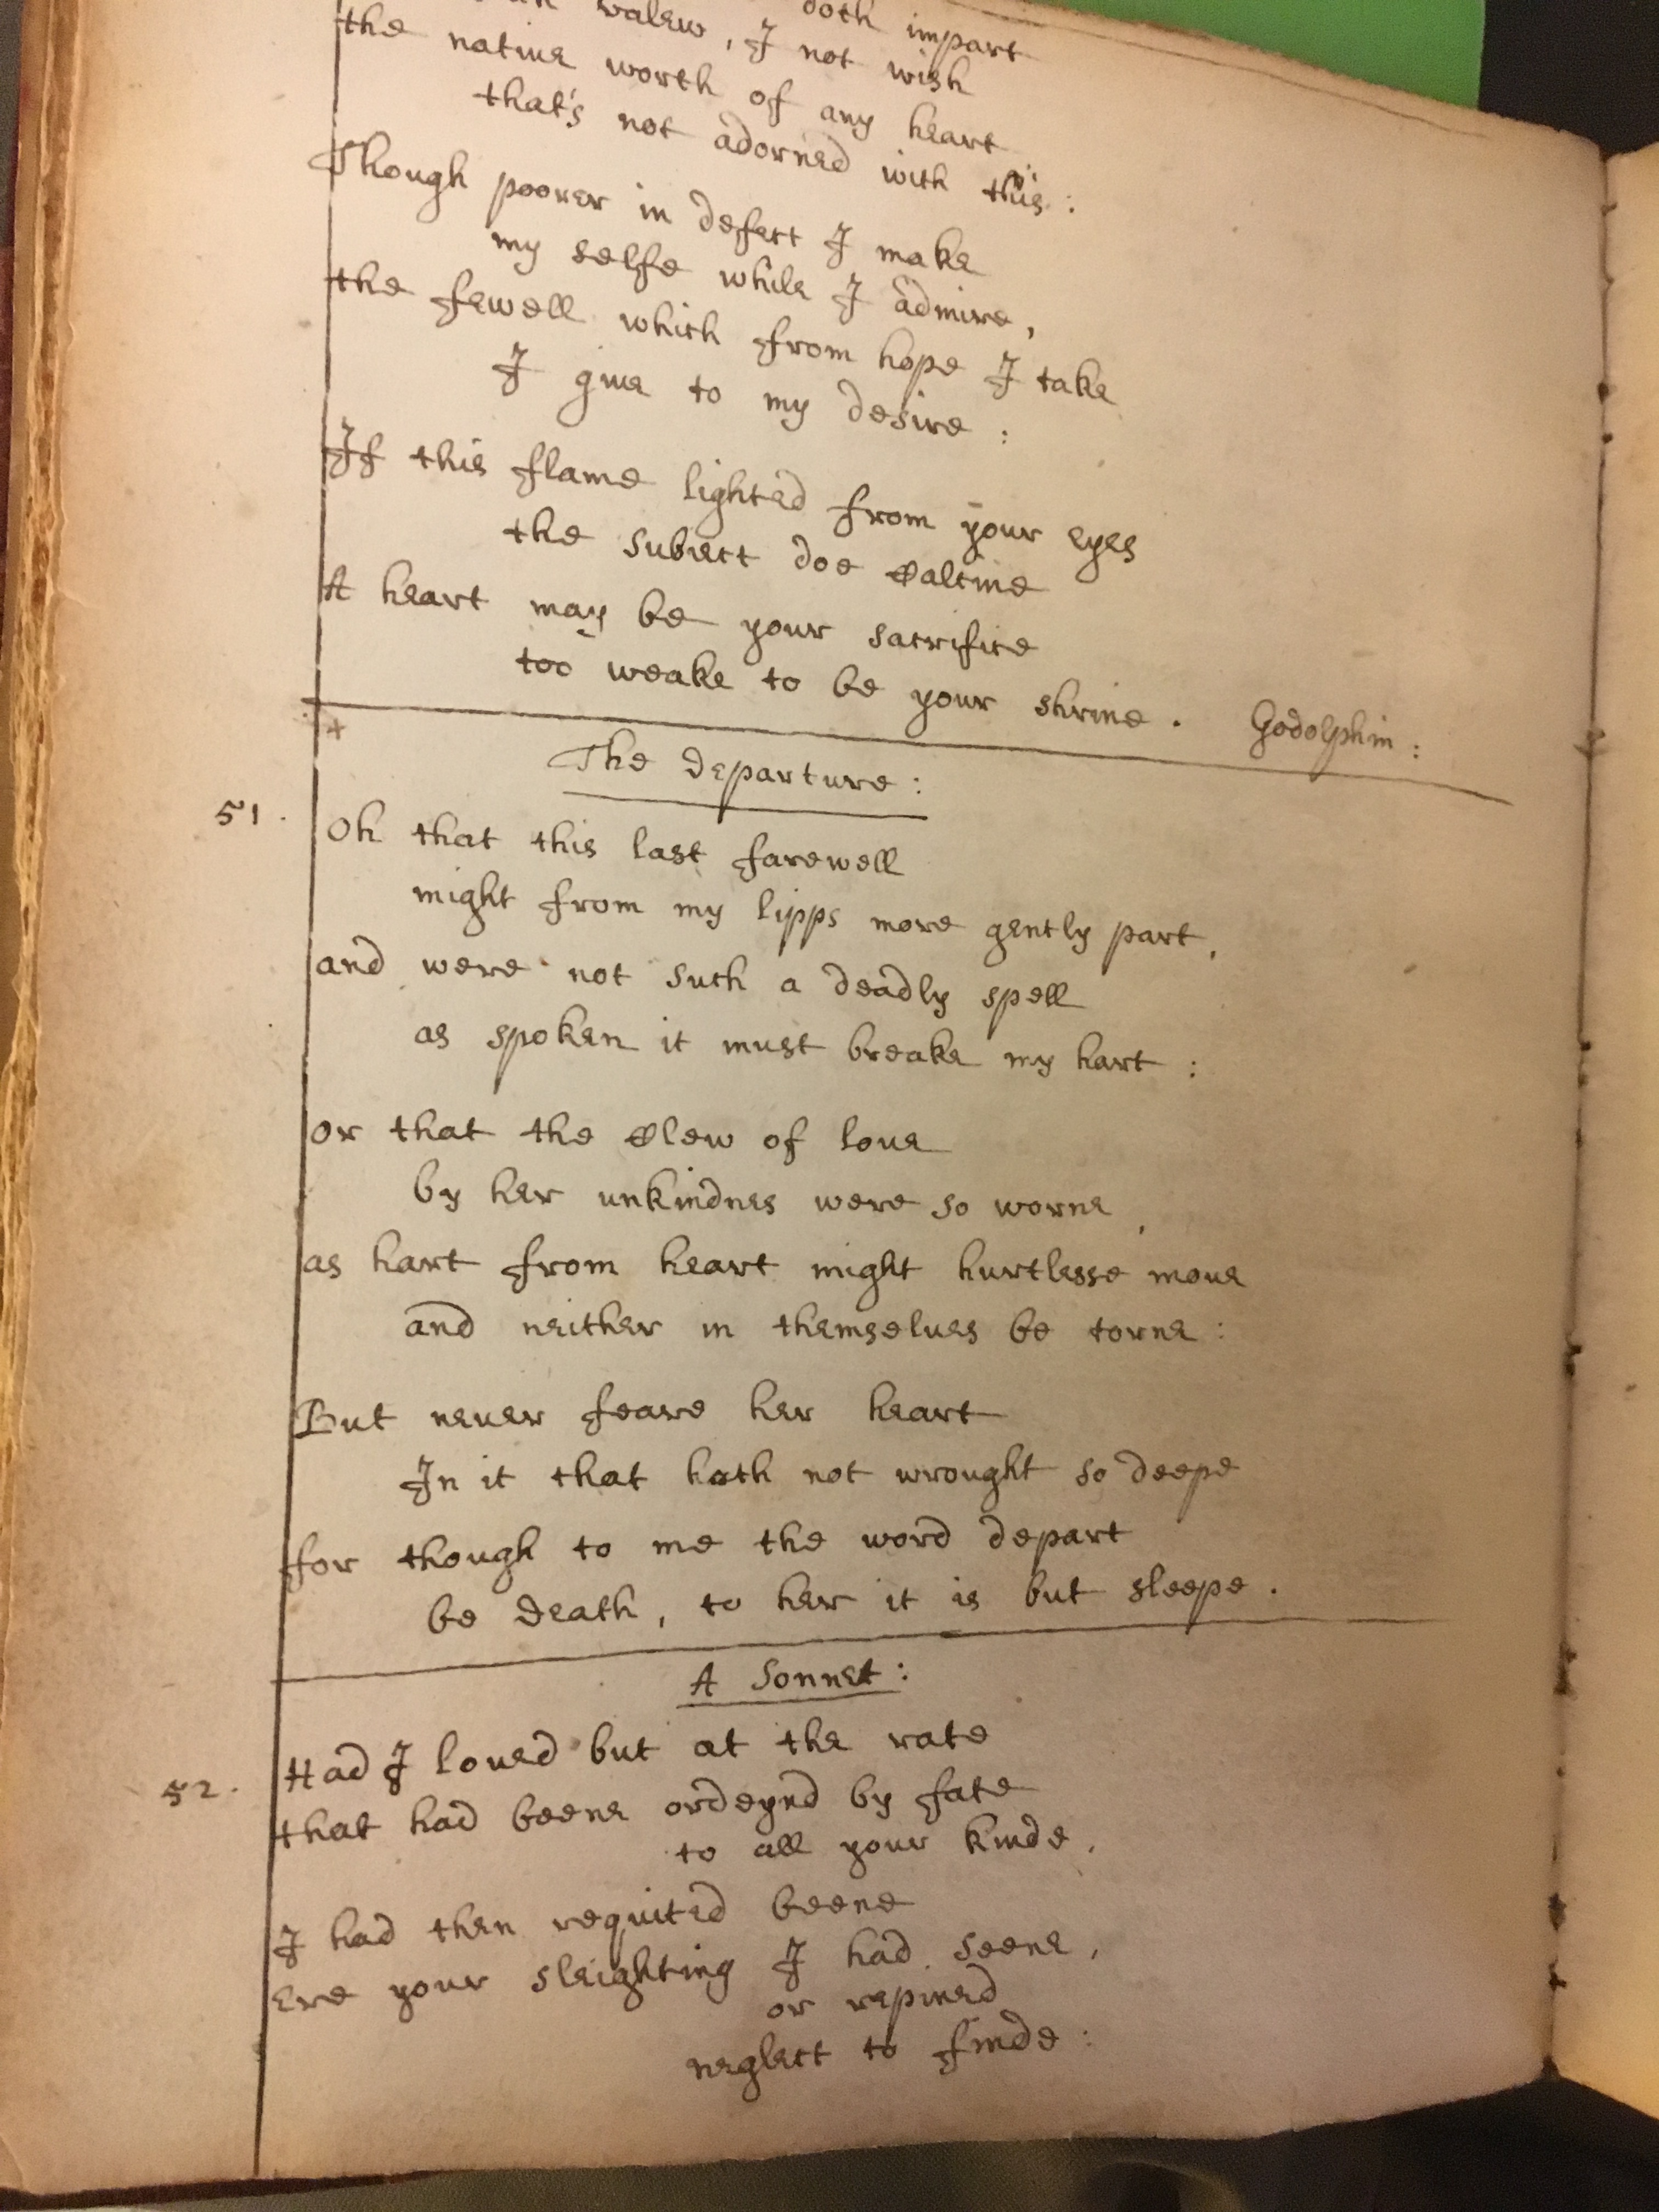 valew, doth impart
the natiue worth of any heart
I not wish
that's not adorned with this:
Though poorer in defect I make
my selfe while I admire,
the fewell which from hope I take
I giue to my desire:
If this flame lighted from your eyes
the subiect doe calcine
A heart may be your sacrifice
too weake to be your shrine. Godolphin:
+
The departure:
51.
Oh that this last farewell
might from my lipps more gently part,
and were not such a deadly spell
as spoken it must breake my hart:
Or that the Clew of loue
by her unkindnes were so worne,
as hart from heart might hurtlesse moue
and neither in themselues be torne:
But neuer feare her heart
In it that hath not wrought so deepe
for though to me the word depart
be death, to her it is but sleepe.
A Sonnet:
52.
Had I loued but at the rate
that had beene ordeynd by fate
to all your kinde,
I had then requited beene
Ere your sleighting I had seene,
or repined
neglect to finde: